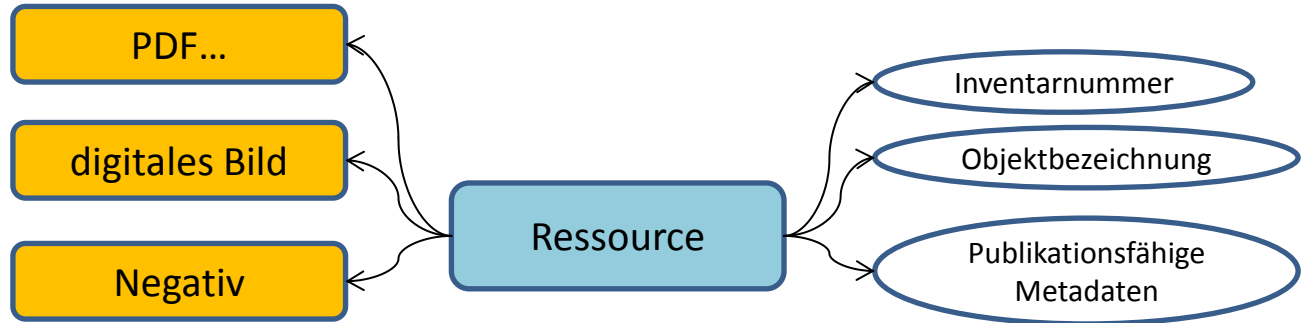 PDF…
digitales Bild
Negativ
Ressource
Inventarnummer
Objektbezeichnung
Publikationsfähige
Metadaten